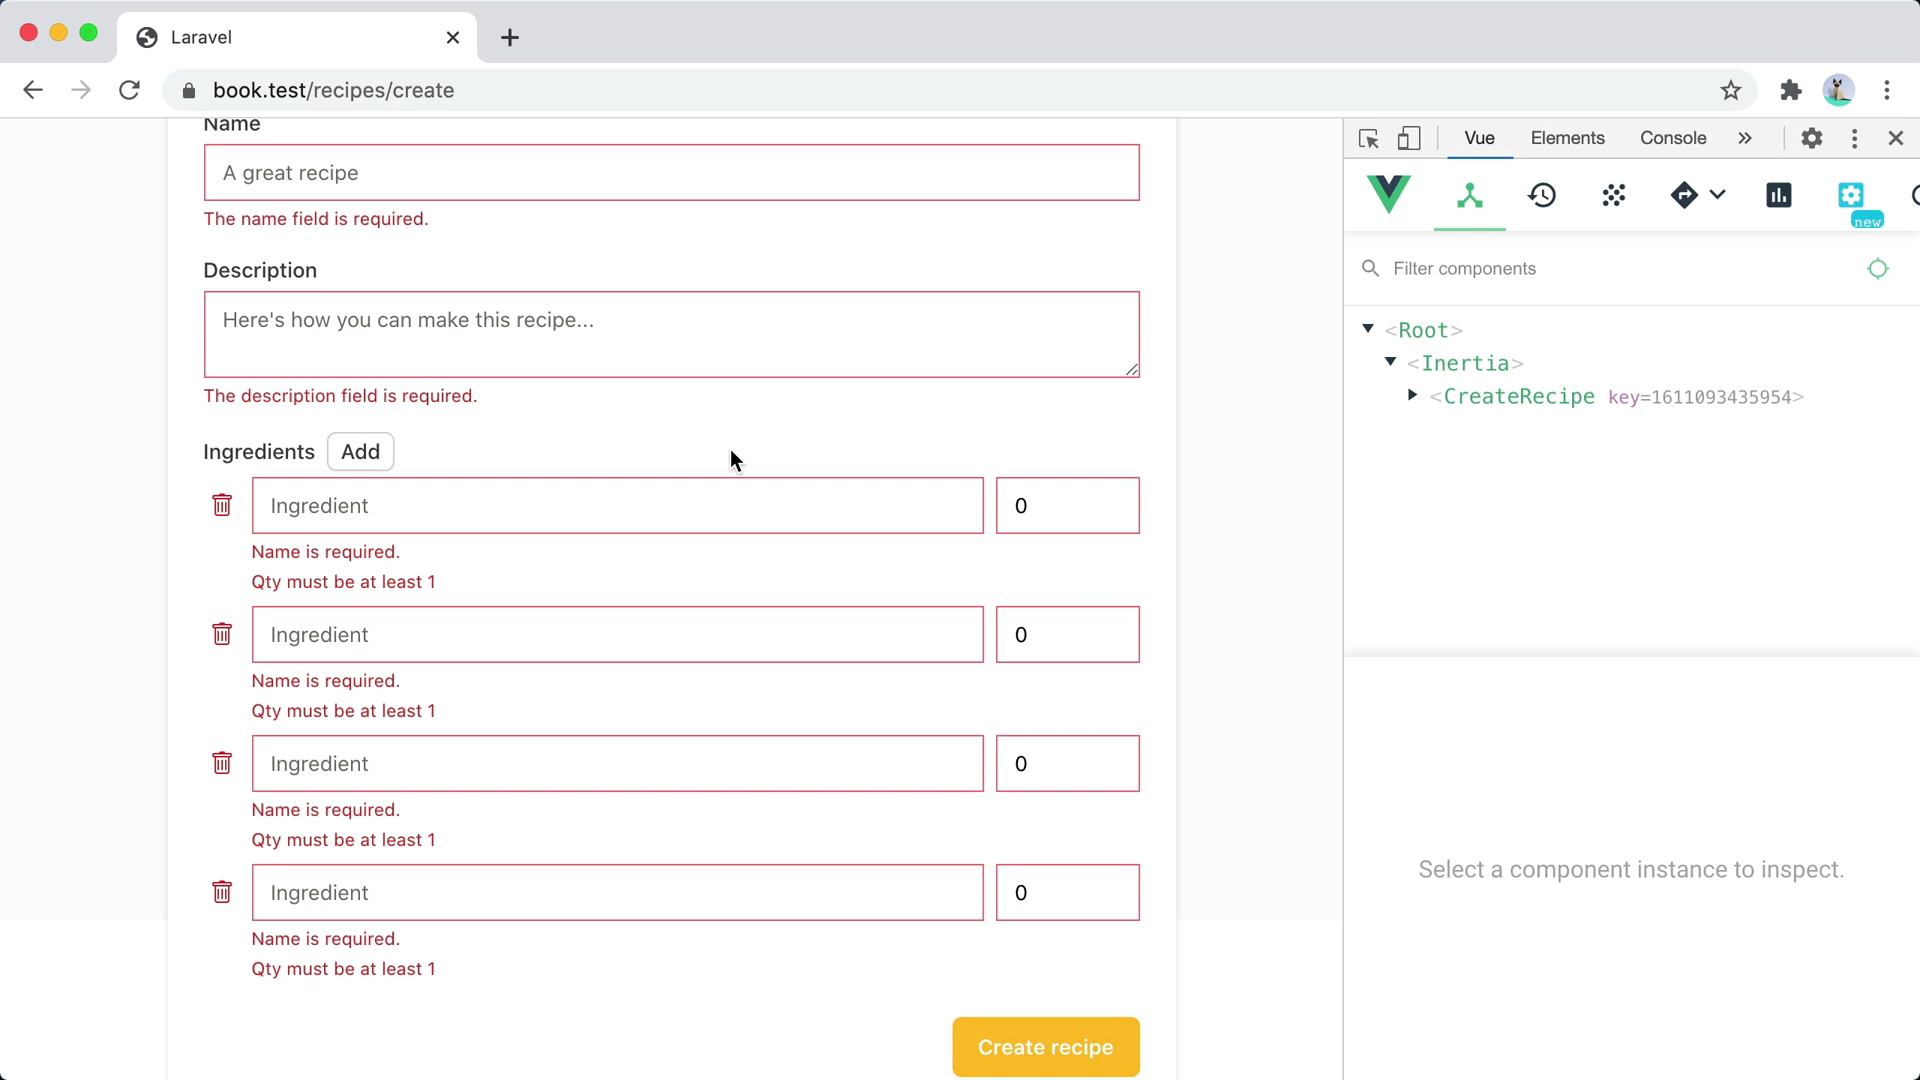 Laravel
book.test/recipes/create
Name
A great recipe
The name field is required.
Description
Here's how you can make this recipe...
The description field is required.
Ingredients Add
Ingredient 0
Name is required.
Qty must be at least 1
Ingredient 0
Name is required.
Qty must be at least 1
Ingredient 0
Name is required.
Qty must be at least 1
Ingredient 0
Name is required.
Qty must be at least 1
Create recipe
Vue Elements Console »
new
Filter components
<Root>
<Inertia>
<CreateRecipe key=1611093435954>
Select a component instance to inspect.